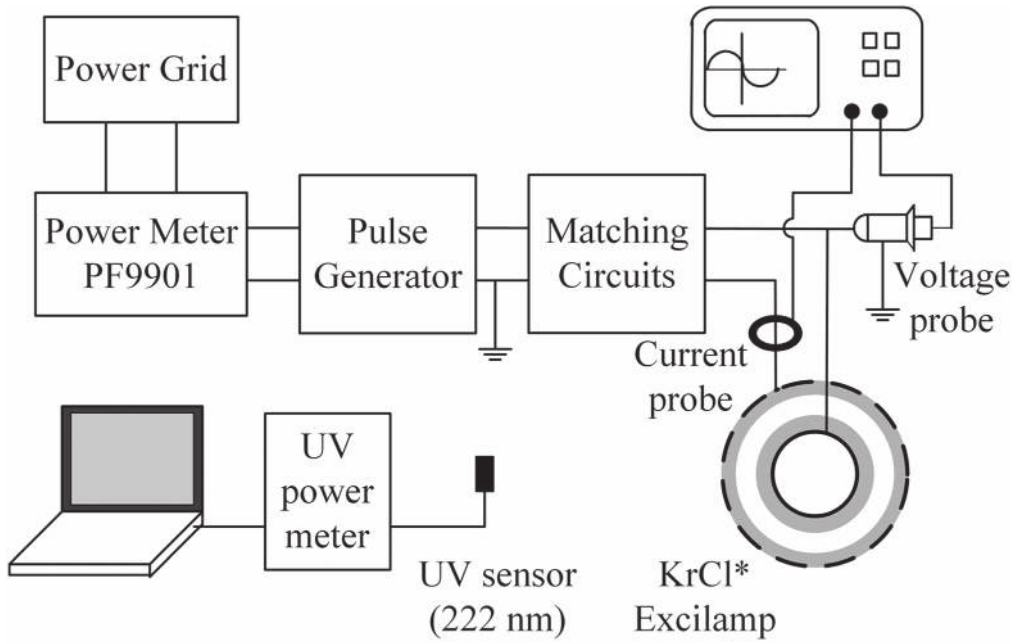 Power Grid
Power Meter
PF9901
Pulse
Generator
Matching
Circuits
Voltage
probe
Current
probe
UV
power
meter
UV sensor
(222 nm)
KrCl*
Excilamp